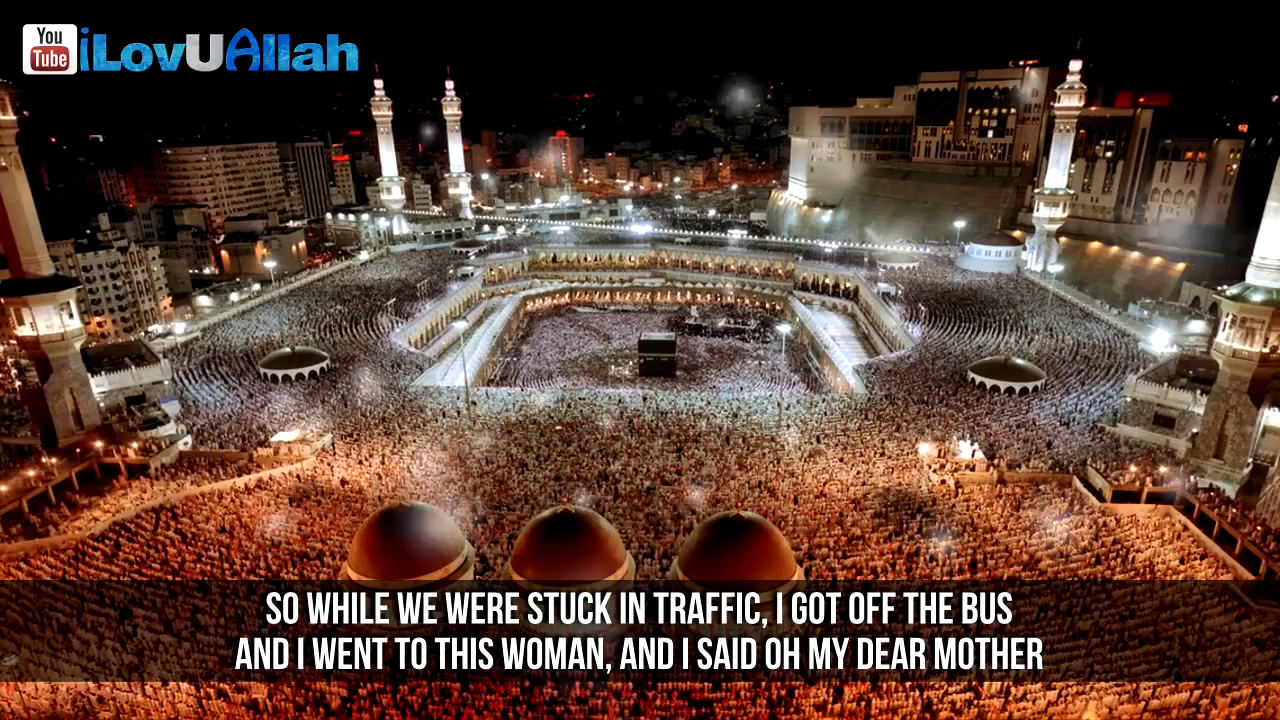 You
Tube
iLovUAllah
SO WHILE WE WERE STUCK IN TRAFFIC, I GOT OFF THE BUS
AND I WENT TO THIS WOMAN, AND I SAID OH MY DEAR MOTHER